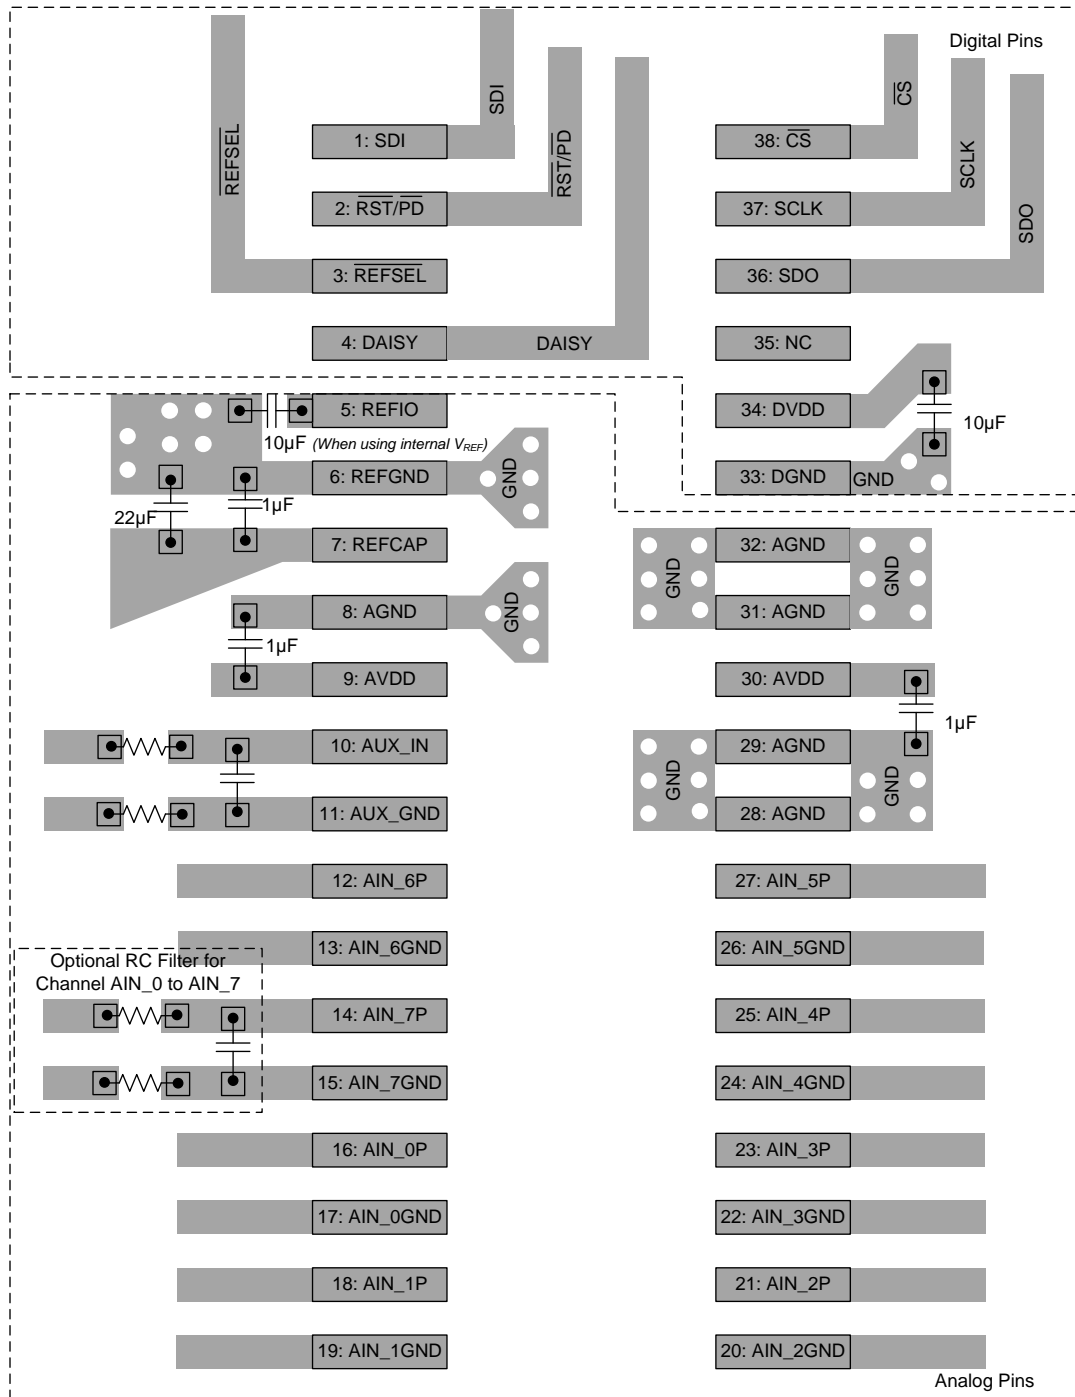 Digital Pins
SDI
RST/PD
REFSEL
CS
SCLK
SDO
1: SDI
38: CS
2: RST/PD
37: SCLK
3: REFSEL
36: SDO
4: DAISY
DAISY
35: NC
5: REFIO
34: DVDD
10µF
10µF (When using internal VREF)
6: REFGND
GND
33: DGND
GND
22µF
1µF
7: REFCAP
32: AGND
GND
GND
8: AGND
GND
31: AGND
1µF
9: AVDD
30: AVDD
1µF
10: AUX_IN
29: AGND
GND
GND
11: AUX_GND
28: AGND
12: AIN_6P
27: AIN_5P
13: AIN_6GND
26: AIN_5GND
Optional RC Filter for
Channel AIN_0 to AIN_7
14: AIN_7P
25: AIN_4P
15: AIN_7GND
24: AIN_4GND
16: AIN_0P
23: AIN_3P
17: AIN_0GND
22: AIN_3GND
18: AIN_1P
21: AIN_2P
19: AIN_1GND
20: AIN_2GND
Analog Pins